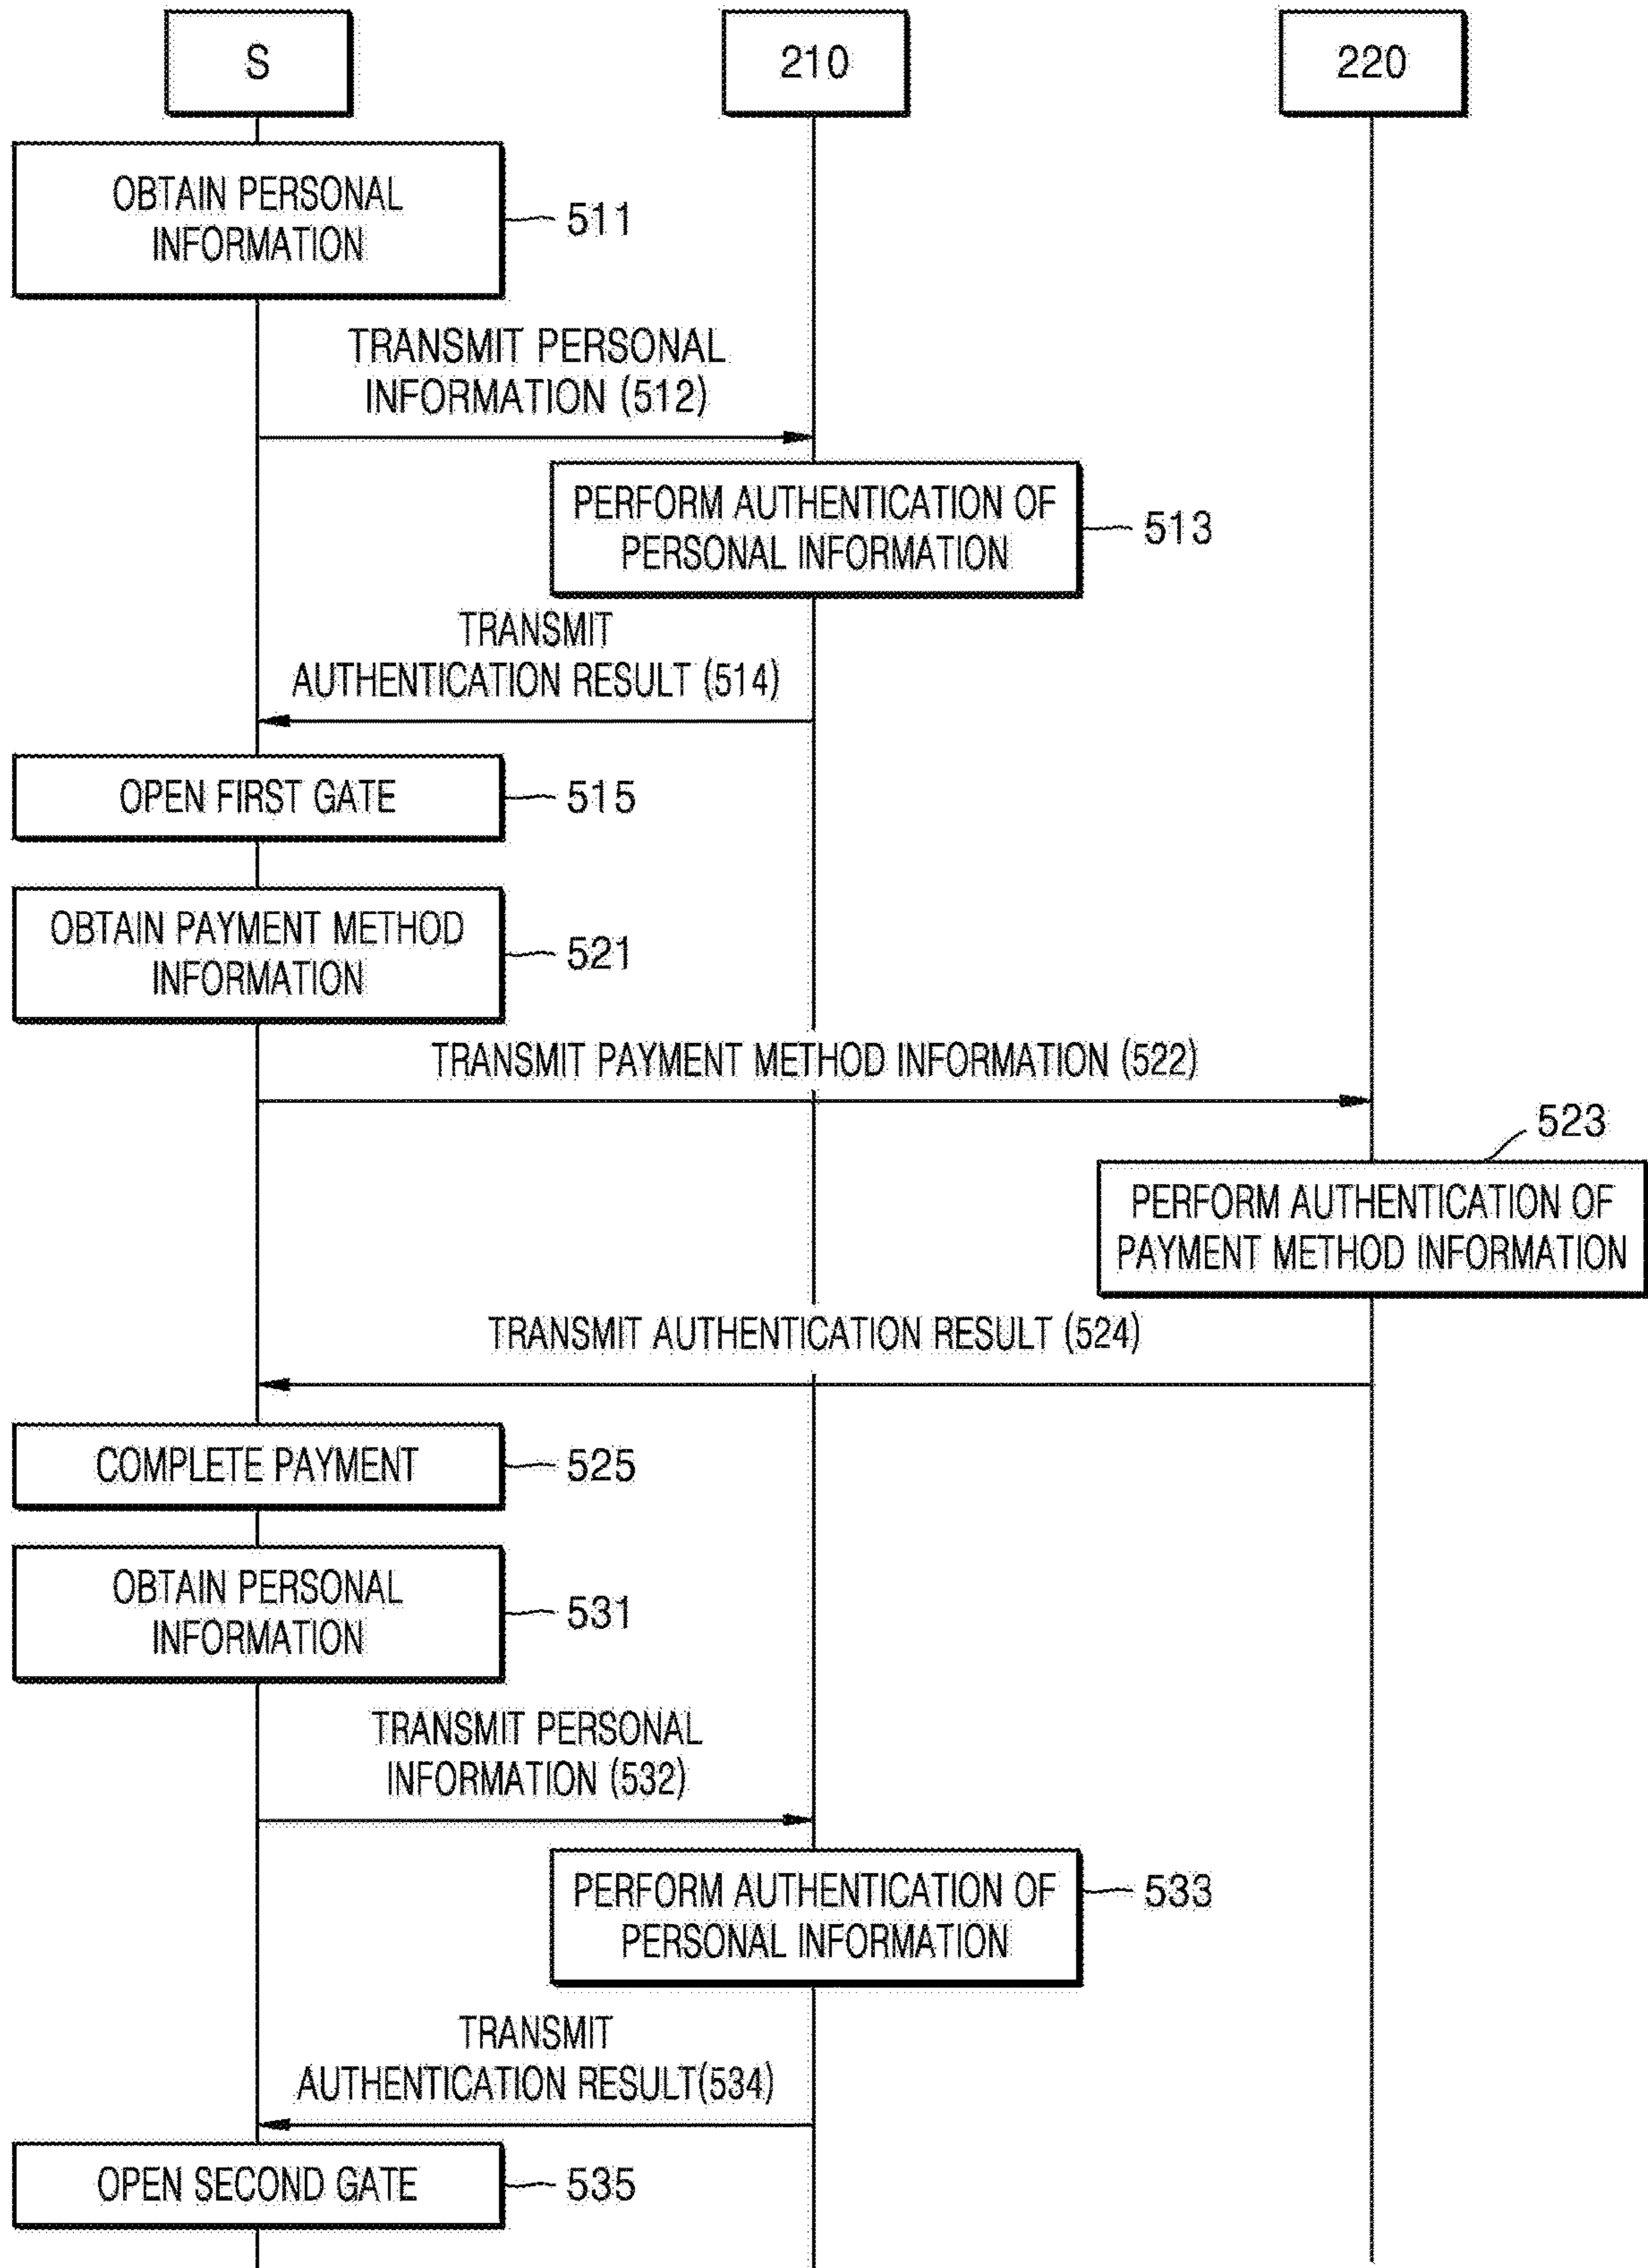 S
210
220
OBTAIN PERSONAL
INFORMATION
511
TRANSMIT PERSONAL
INFORMATION (512)
PERFORM AUTHENTICATION OF
PERSONAL INFORMATION
513
TRANSMIT
AUTHENTICATION RESULT (514)
OPEN FIRST GATE
515
OBTAIN PAYMENT METHOD
INFORMATION
521
TRANSMIT PAYMENT METHOD INFORMATION (522)
523
PERFORM AUTHENTICATION OF
PAYMENT METHOD INFORMATION
TRANSMIT AUTHENTICATION RESULT (524)
COMPLETE PAYMENT
525
OBTAIN PERSONAL
INFORMATION
531
TRANSMIT PERSONAL
INFORMATION (532)
PERFORM AUTHENTICATION OF
PERSONAL INFORMATION
533
TRANSMIT
AUTHENTICATION RESULT(534)
OPEN SECOND GATE
535